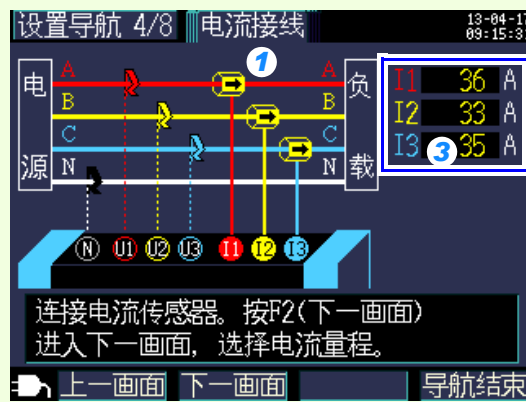 设置导航 4/8 电流接线 13-04-17
09:15:31
1
电源
A A
B B
C C
N N
负载
I1 36 A
I2 33 A
I3 35 A
3
N U1 U2 U3 I1 I2 I3
连接电流传感器。按F2(下一画面)
进入下一画面，选择电流量程。
上一画面 下一画面 导航结束